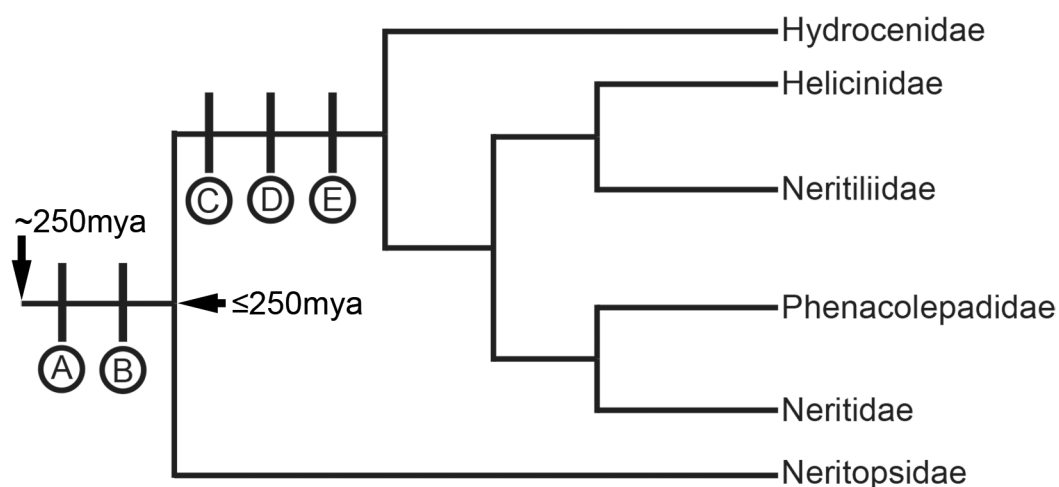 Hydrocenidae
Helicinidae
Neritiliidae
C D E
~250mya
≤250mya
Phenacolepadidae
A B
Neritidae
Neritopsidae